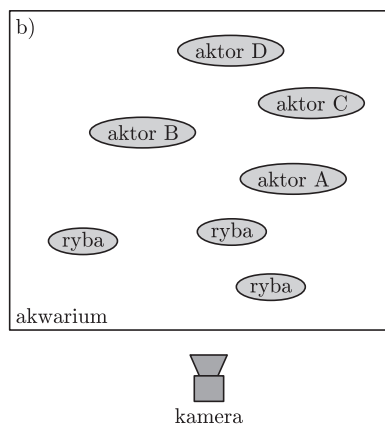 b)
aktor D
aktor C
aktor B
aktor A
ryba
ryba
ryba
akwarium
kamera